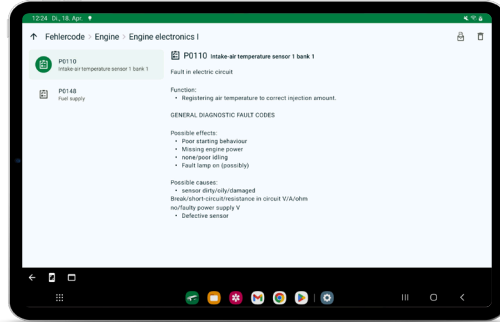 12:24 Di., 18. Apr.
Fehlercode > Engine > Engine electronics I
P0110
Intake-air temperature sensor 1 bank 1
P0148
Fuel supply
P0110 Intake-air temperature sensor 1 bank 1
Fault in electric circuit
Function:
• Registering air temperature to correct injection amount.
GENERAL DIAGNOSTIC FAULT CODES
Possible effects:
• Poor starting behaviour
• Missing engine power
• none/poor idling
• Fault lamp on (possibly)
Possible causes:
• sensor dirty/oily/damaged
Break/short-circuit/resistance in circuit V/A/ohm
no/faulty power supply V
• Defective sensor